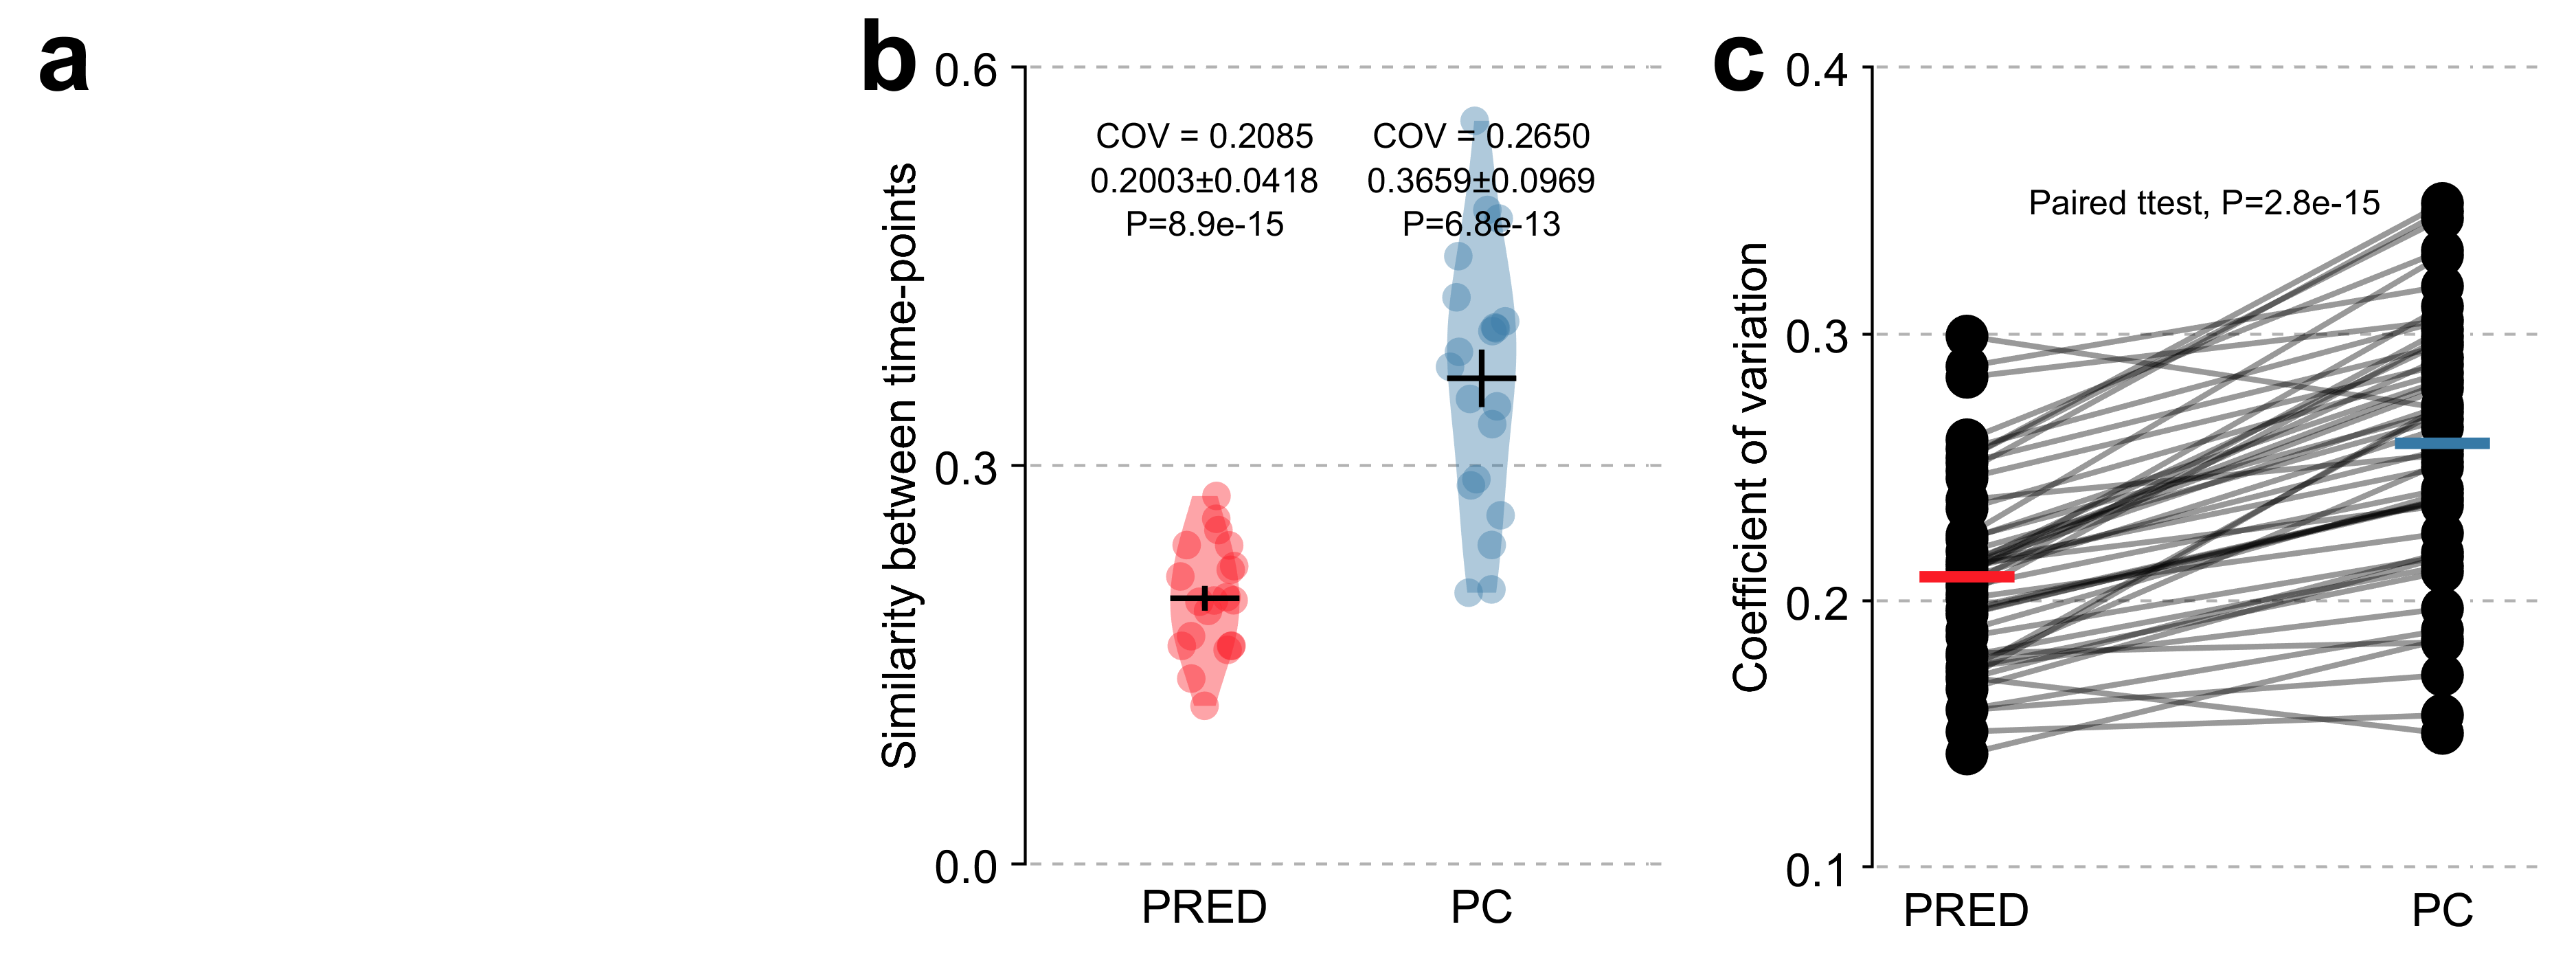 a
b
Similarity between time-points
0.6
0.3
0.0
COV = 0.2085
0.2003±0.0418
P=8.9e-15
COV = 0.2650
0.3659±0.0969
P=6.8e-13
PRED
PC
c
Coefficient of variation
0.4
0.3
0.2
0.1
Paired ttest, P=2.8e-15
PRED
PC